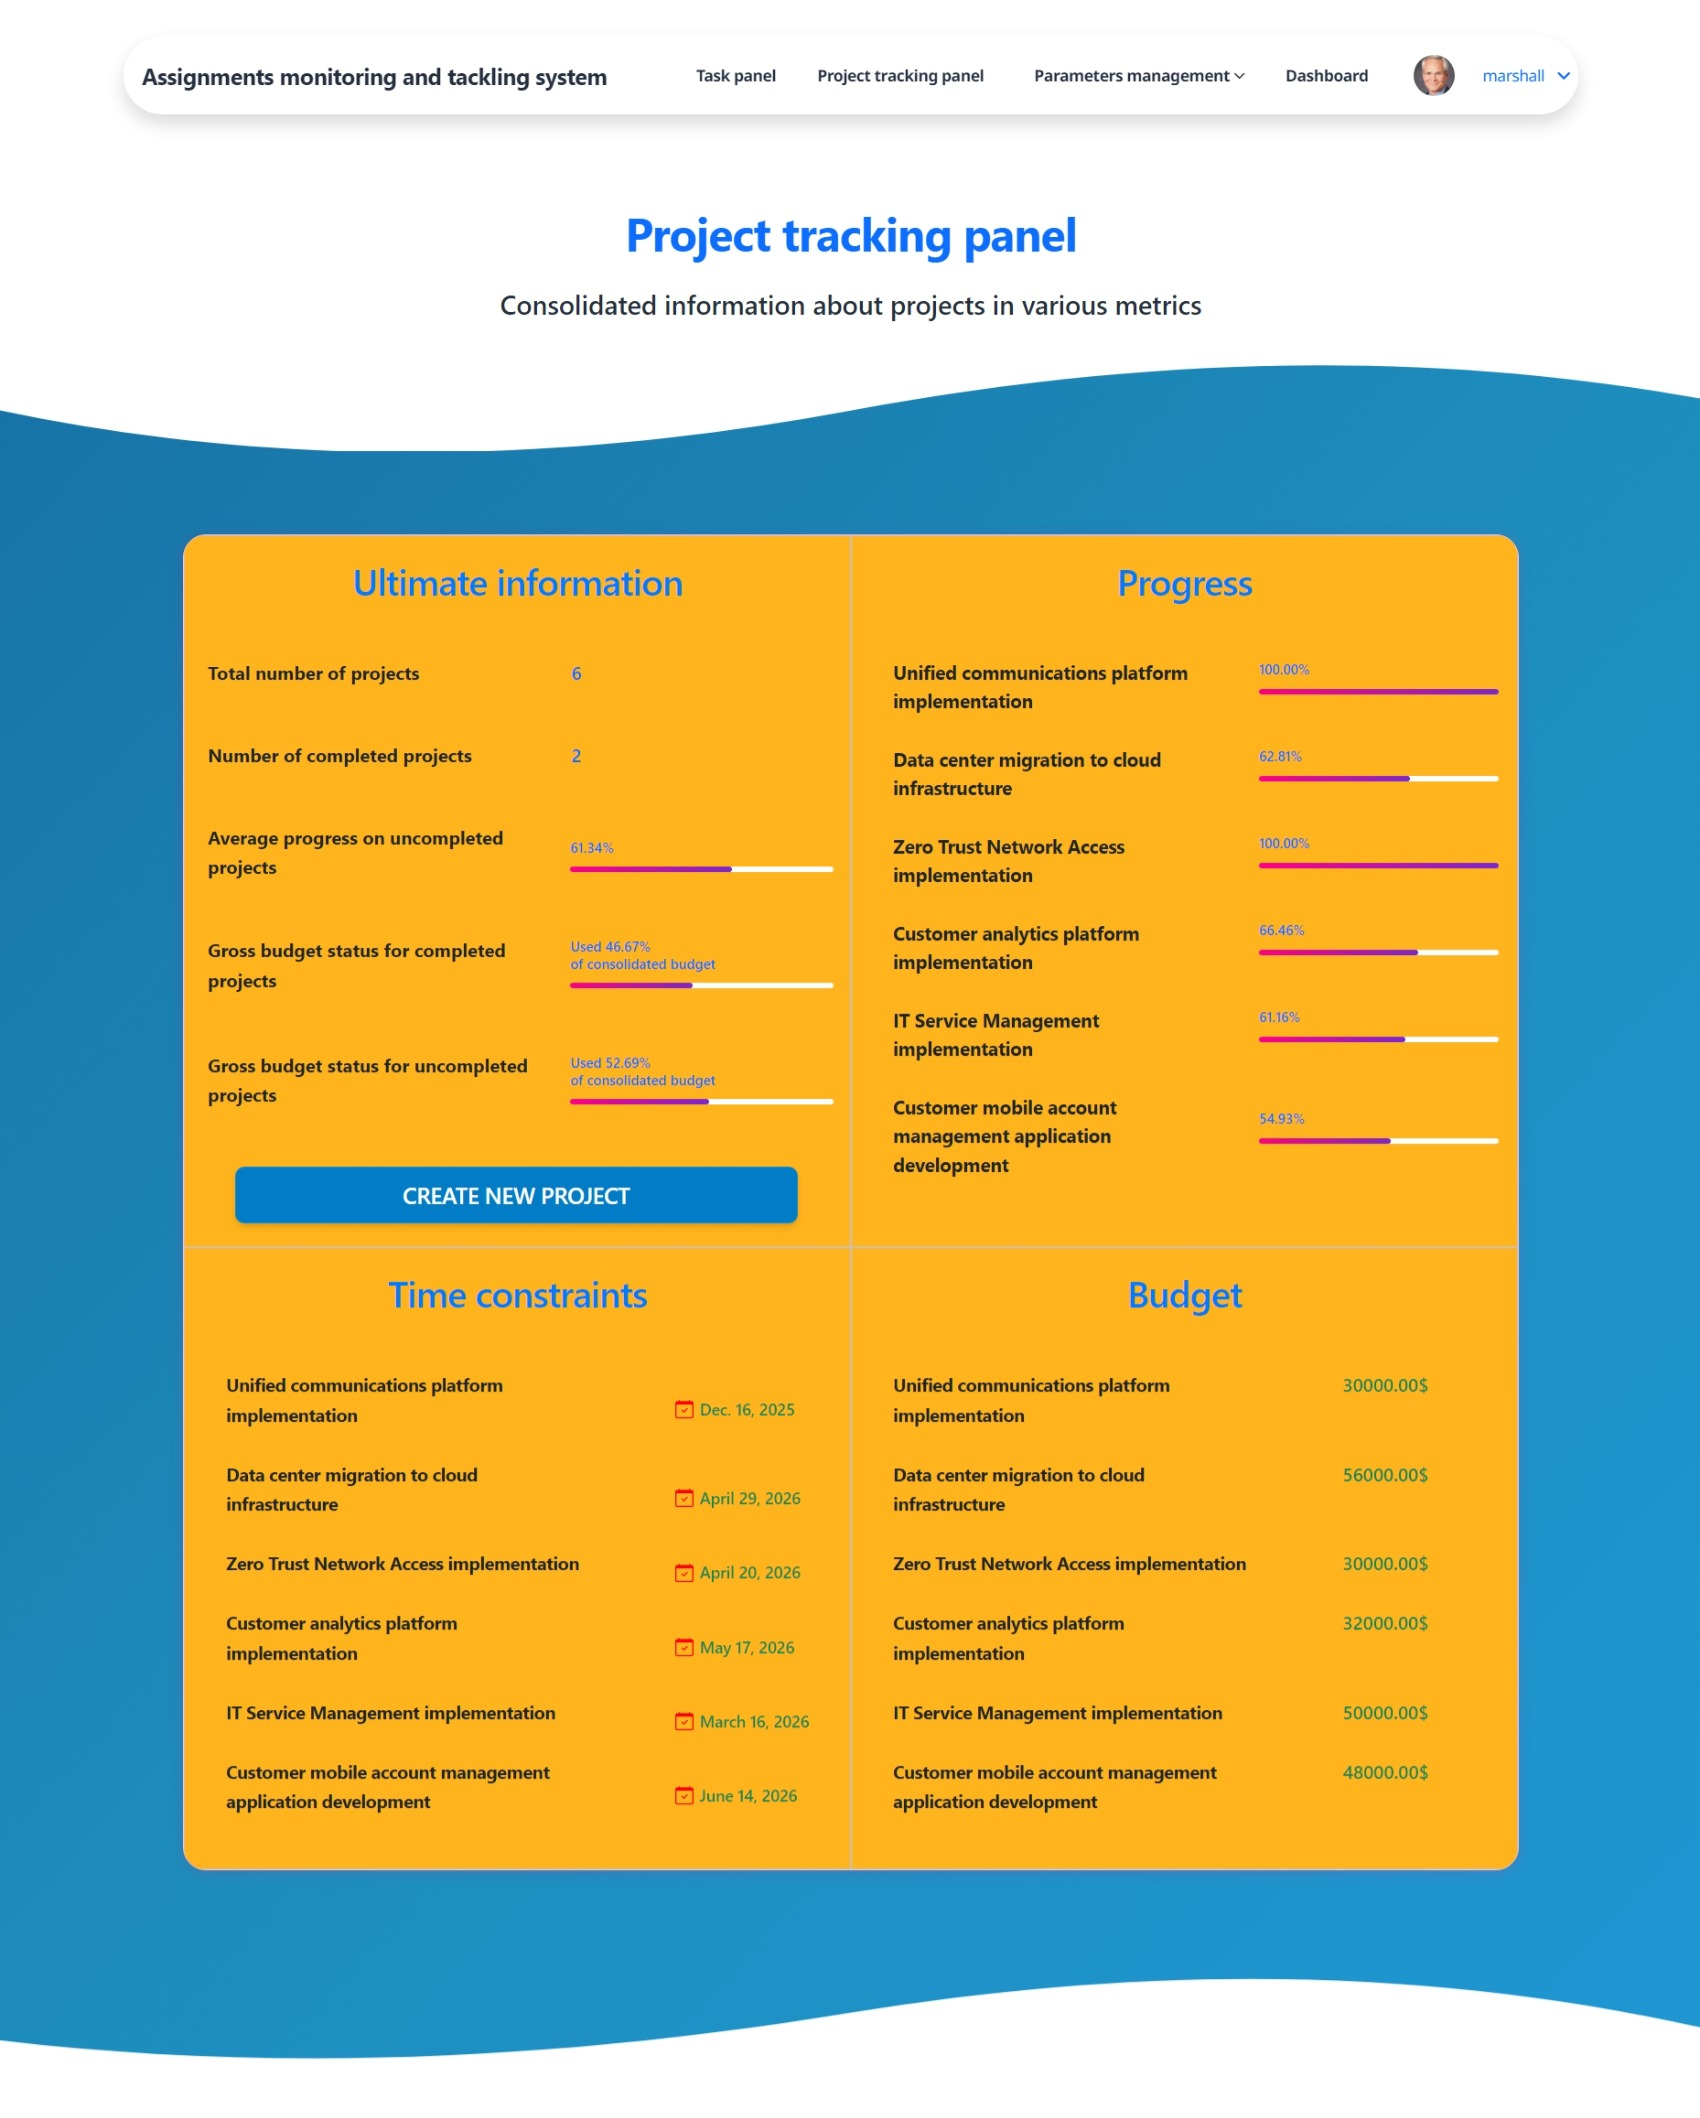 Assignments monitoring and tackling system
Task panel
Project tracking panel
Parameters management
Dashboard
marshall
Project tracking panel
Consolidated information about projects in various metrics
Ultimate information
Total number of projects
6
Number of completed projects
2
Average progress on uncompleted
projects
61.34%
Gross budget status for completed
projects
Used 46.67%
of consolidated budget
Gross budget status for uncompleted
projects
Used 52.69%
of consolidated budget
CREATE NEW PROJECT
Progress
Unified communications platform
implementation
100.00%
Data center migration to cloud
infrastructure
62.81%
Zero Trust Network Access
implementation
100.00%
Customer analytics platform
implementation
66.46%
IT Service Management
implementation
61.16%
Customer mobile account
management application
development
54.93%
Time constraints
Unified communications platform
implementation
Dec. 16, 2025
Data center migration to cloud
infrastructure
April 29, 2026
Zero Trust Network Access implementation
April 20, 2026
Customer analytics platform
implementation
May 17, 2026
IT Service Management implementation
March 16, 2026
Customer mobile account management
application development
June 14, 2026
Budget
Unified communications platform
implementation
30000.00$
Data center migration to cloud
infrastructure
56000.00$
Zero Trust Network Access implementation
30000.00$
Customer analytics platform
implementation
32000.00$
IT Service Management implementation
50000.00$
Customer mobile account management
application development
48000.00$